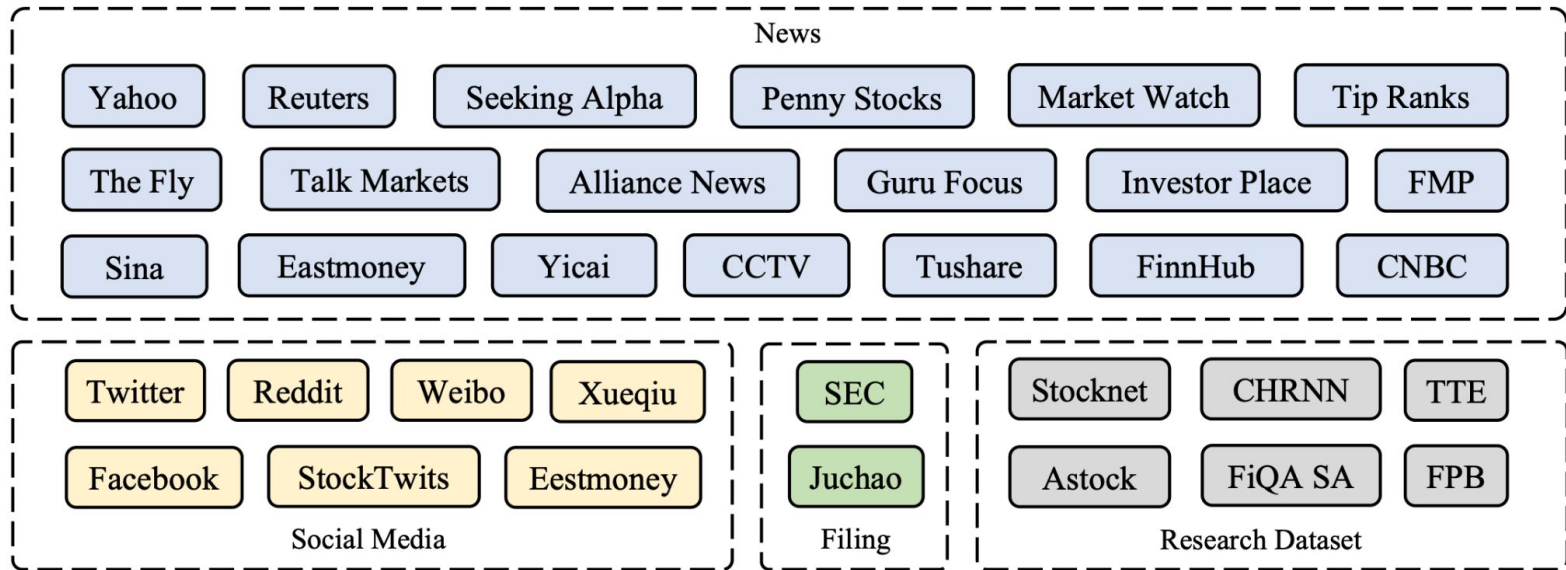 News
Yahoo Reuters Seeking Alpha Penny Stocks Market Watch Tip Ranks
The Fly Talk Markets Alliance News Guru Focus Investor Place FMP
Sina Eastmoney Yicai CCTV Tushare FinnHub CNBC
Twitter Reddit Weibo Xueqiu
Facebook StockTwits Eestmoney
Social Media
SEC
Juchao
Filing
Stocknet CHRNN TTE
Astock FiQA SA FPB
Research Dataset